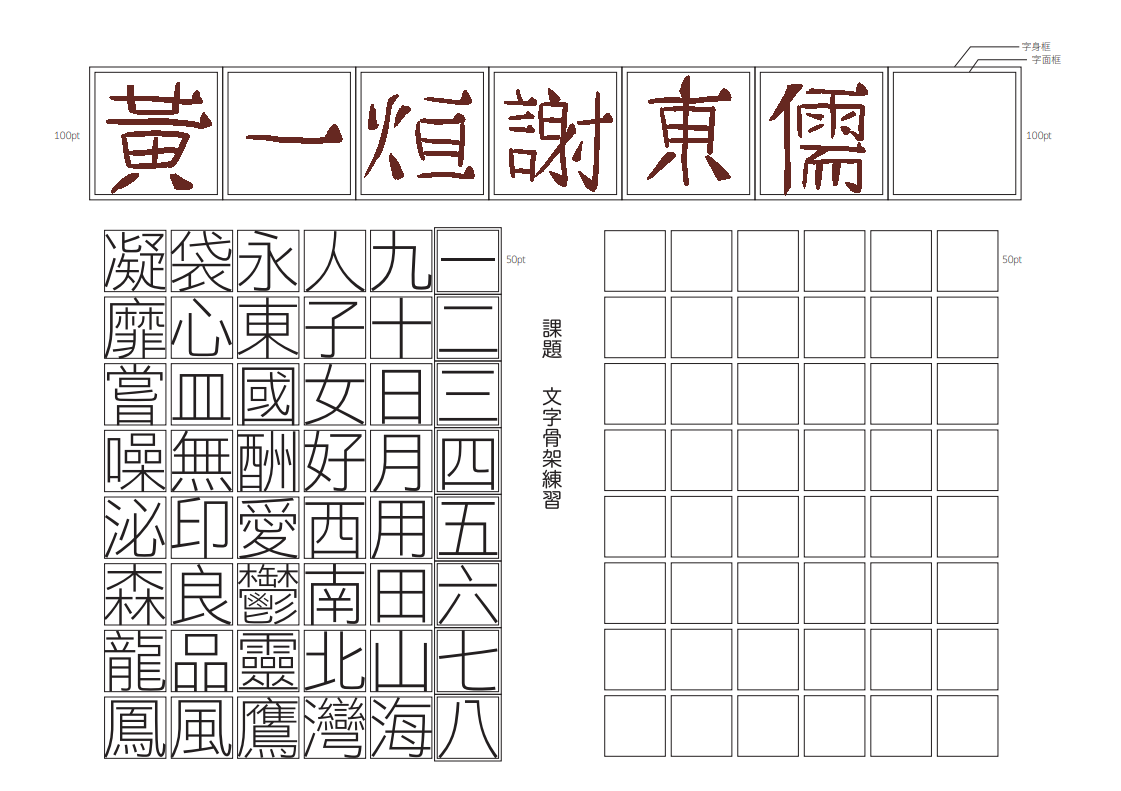 字身框
字面框
100pt
黃一烜謝東儒
100pt
50pt
一二三四五六七八
九十日月用田山海
人子女好西南北灣
永東國酬愛鬱靈鷹
袋心皿無印良品風
凝靡嘗噪泌森龍鳳
課題 文字骨架練習
50pt